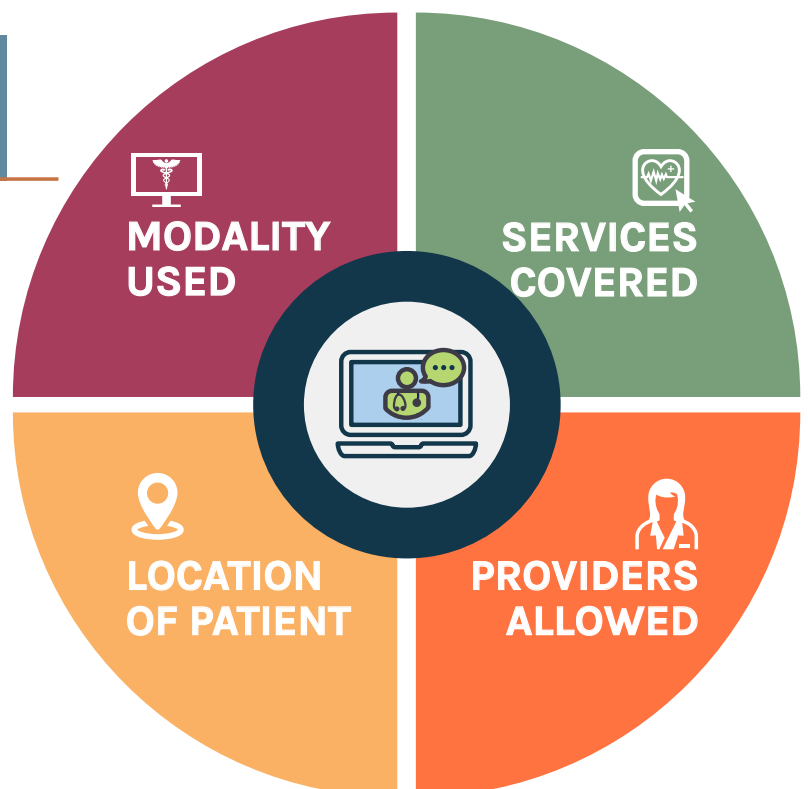 MODALITY
USED
SERVICES
COVERED
LOCATION
OF PATIENT
PROVIDERS
ALLOWED